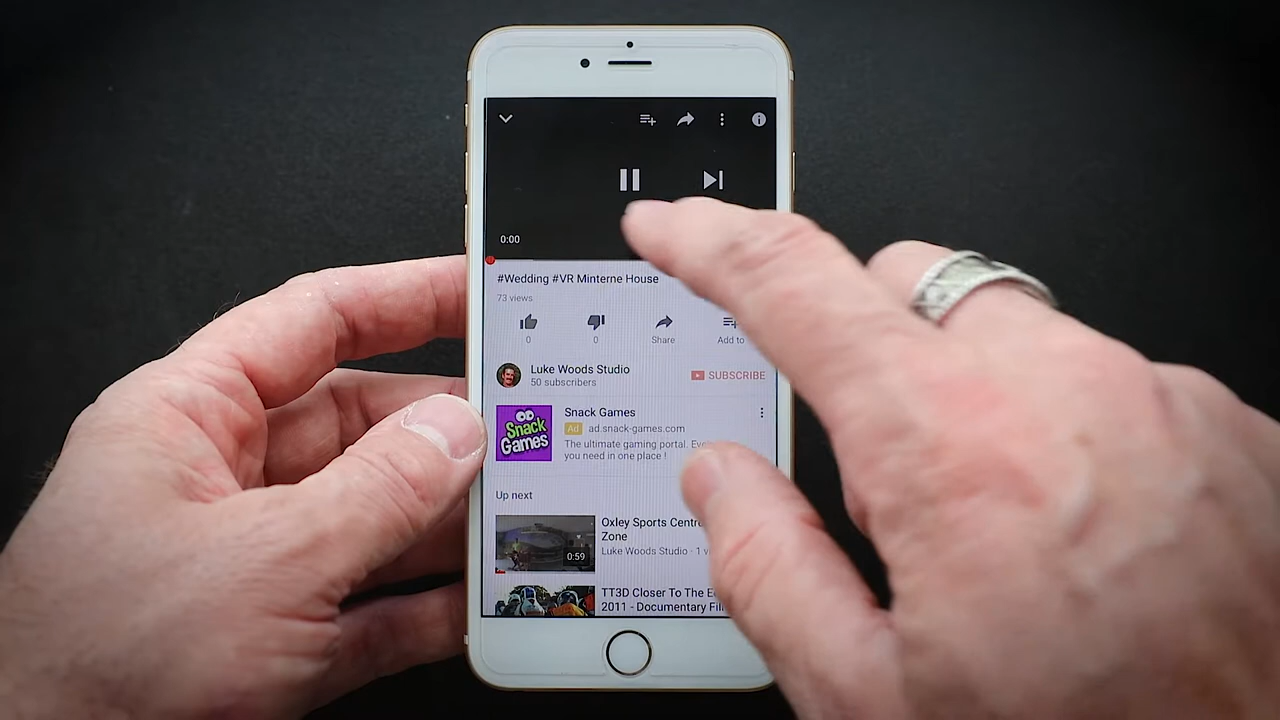 0:00
#Wedding #VR Minterne House
73 views
0
0
Share
Add to
Luke Woods Studio
50 subscribers
SUBSCRIBE
Snack Games
Snack
Games
Ad ad.snack-games.com
The ultimate gaming portal.
you need in one place !
Up next
Oxley Sports Centre
Zone
Luke Woods Studio · 1
0:59
TT3D Closer To The
2011 - Documentary